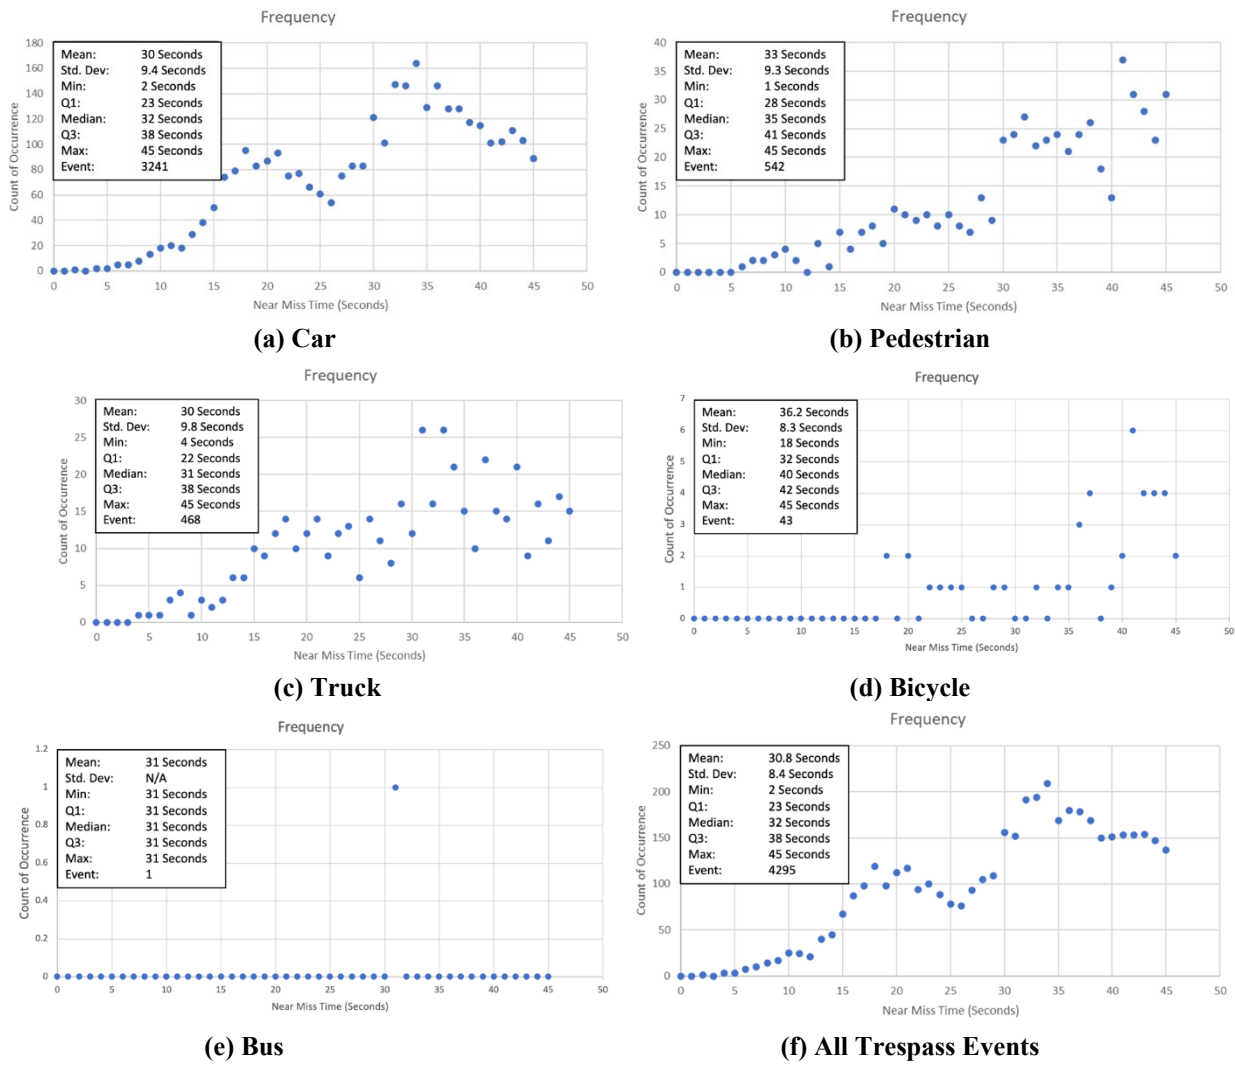 Frequency
180
160
140
120
100
80
60
40
20
0
Count of Occurrence
Mean: 30 Seconds
Std. Dev: 9.4 Seconds
Min: 2 Seconds
Q1: 23 Seconds
Median: 32 Seconds
Q3: 38 Seconds
Max: 45 Seconds
Event: 3241
0 5 10 15 20 25 30 35 40 45 50
Near Miss Time (Seconds)
(a) Car
Frequency
40
35
30
25
20
15
10
5
0
Count of Occurrence
Mean: 33 Seconds
Std. Dev: 9.3 Seconds
Min: 1 Seconds
Q1: 28 Seconds
Median: 35 Seconds
Q3: 41 Seconds
Max: 45 Seconds
Event: 542
0 5 10 15 20 25 30 35 40 45 50
Near Miss Time (Seconds)
(b) Pedestrian
Frequency
30
25
20
15
10
5
0
Count of Occurrence
Mean: 30 Seconds
Std. Dev: 9.8 Seconds
Min: 4 Seconds
Q1: 22 Seconds
Median: 31 Seconds
Q3: 38 Seconds
Max: 45 Seconds
Event: 468
0 5 10 15 20 25 30 35 40 45 50
Near Miss Time (Seconds)
(c) Truck
Frequency
7
6
5
4
3
2
1
0
Count of Occurrence
Mean: 36.2 Seconds
Std. Dev: 8.3 Seconds
Min: 18 Seconds
Q1: 32 Seconds
Median: 40 Seconds
Q3: 42 Seconds
Max: 45 Seconds
Event: 43
0 5 10 15 20 25 30 35 40 45 50
Near Miss Time (Seconds)
(d) Bicycle
Frequency
1.2
1
0.8
0.6
0.4
0.2
0
Count of Occurrrence
Mean: 31 Seconds
Std. Dev: N/A
Min: 31 Seconds
Q1: 31 Seconds
Median: 31 Seconds
Q3: 31 Seconds
Max: 31 Seconds
Event: 1
0 5 10 15 20 25 30 35 40 45 50
Near Miss Time (Seconds)
(e) Bus
Frequency
250
200
150
100
50
0
Count of Occurrence
Mean: 30.8 Seconds
Std. Dev: 8.4 Seconds
Min: 2 Seconds
Q1: 23 Seconds
Median: 32 Seconds
Q3: 38 Seconds
Max: 45 Seconds
Event: 4295
0 5 10 15 20 25 30 35 40 45 50
Near Miss Time (Seconds)
(f) All Trespass Events